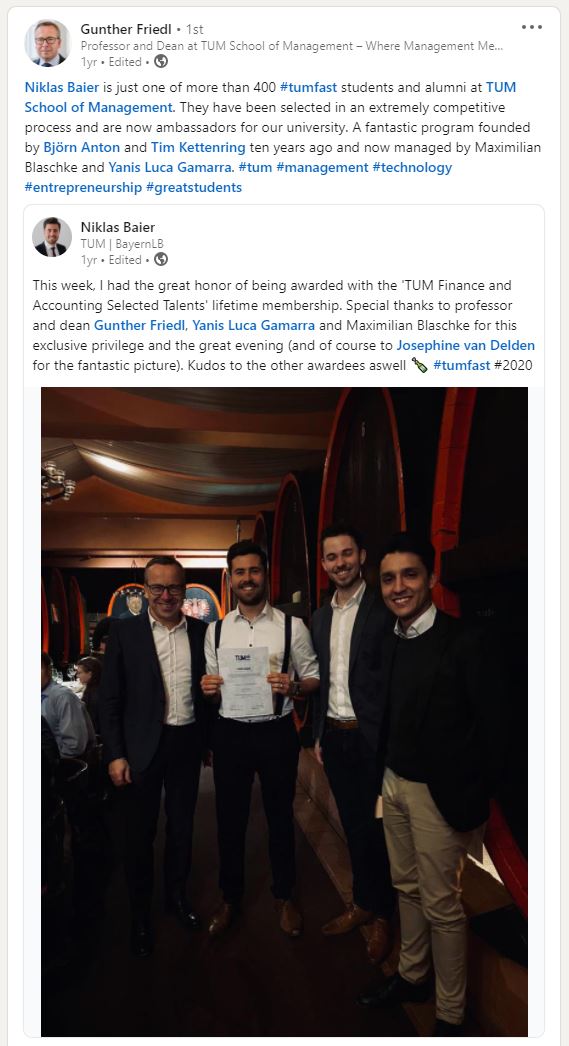 Gunther Friedl • 1st
Professor and Dean at TUM School of Management – Where Management Me...
1yr • Edited •
Niklas Baier is just one of more than 400 #tumfast students and alumni at TUM
School of Management. They have been selected in an extremely competitive
process and are now ambassadors for our university. A fantastic program founded
by Björn Anton and Tim Kettenring ten years ago and now managed by Maximilian
Blaschke and Yanis Luca Gamarra. #tum #management #technology
#entrepreneurship #greatstudents
Niklas Baier
TUM | BayernLB
1yr • Edited •
This week, I had the great honor of being awarded with the 'TUM Finance and
Accounting Selected Talents' lifetime membership. Special thanks to professor
and dean Gunther Friedl, Yanis Luca Gamarra and Maximilian Blaschke for this
exclusive privilege and the great evening (and of course to Josephine van Delden
for the fantastic picture). Kudos to the other awardees aswell 🍾 #tumfast #2020
TUM